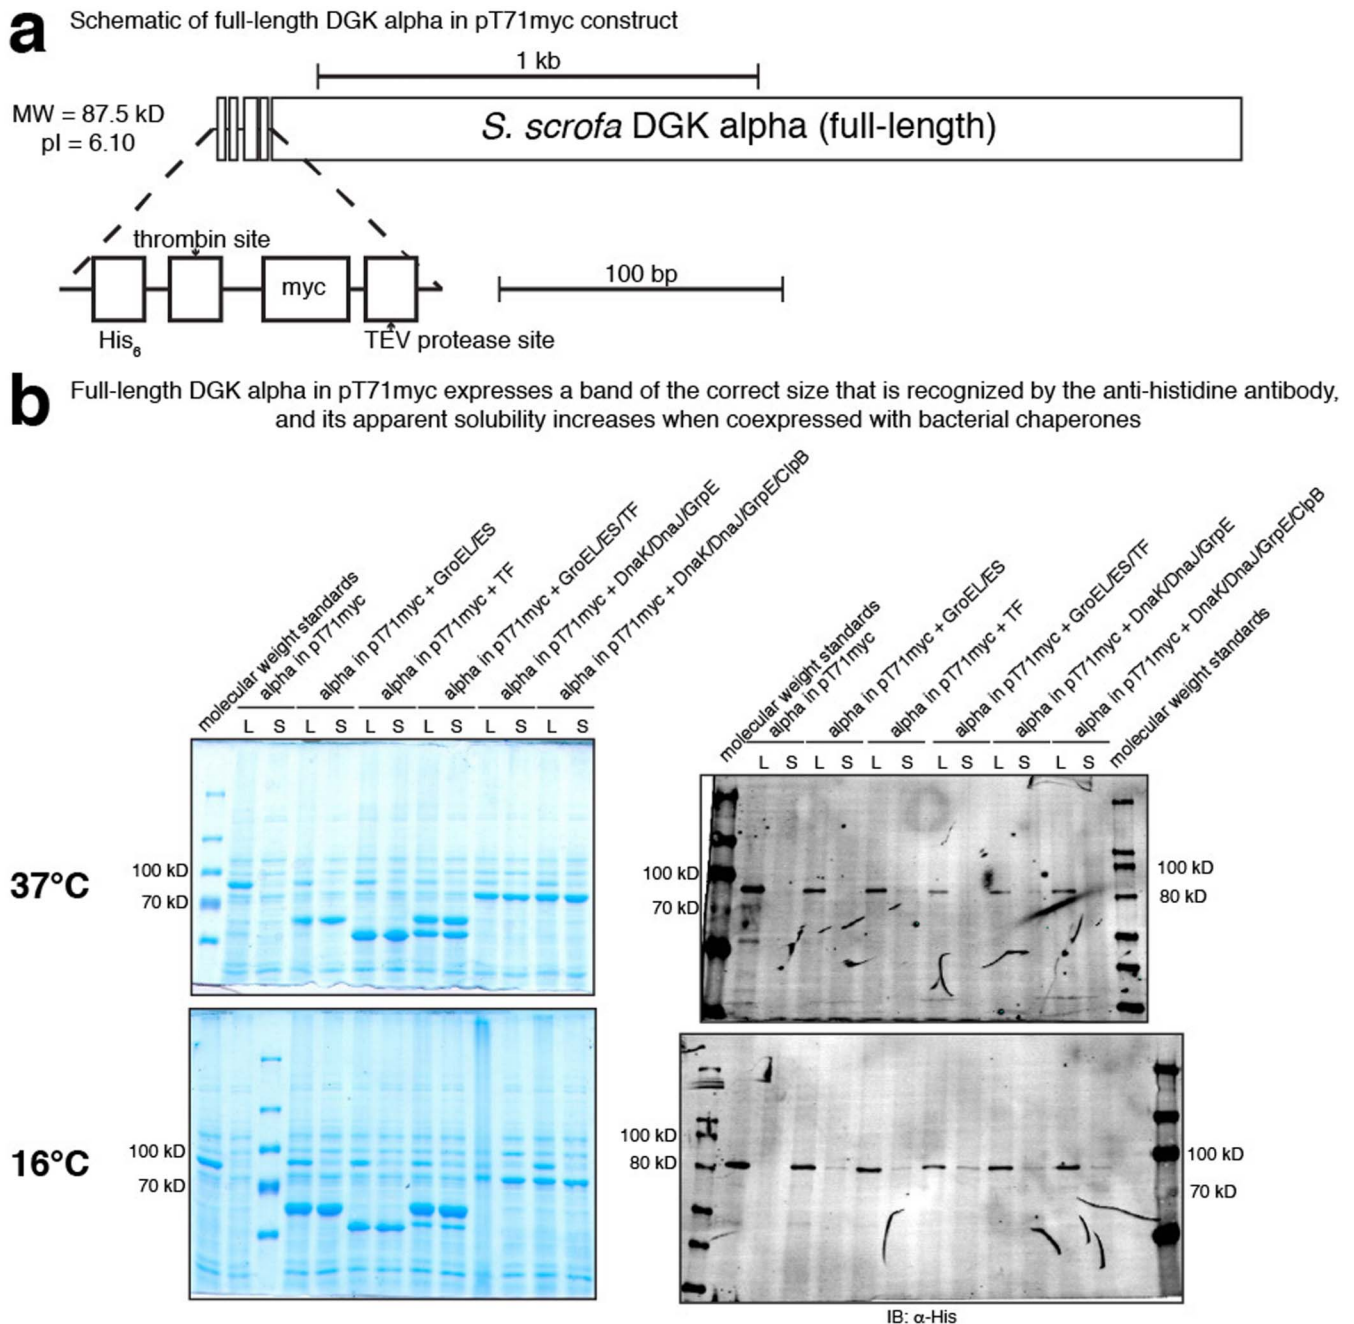 a Schematic of full-length DGK alpha in pT71myc construct
1 kb
MW = 87.5 kD
pI = 6.10
S. scrofa DGK alpha (full-length)
thrombin site
100 bp
myc
His6
TEV protease site
b Full-length DGK alpha in pT71myc expresses a band of the correct size that is recognized by the anti-histidine antibody,
and its apparent solubility increases when coexpressed with bacterial chaperones
molecular weight standards
alpha in pT71myc
alpha in pT71myc + GroEL/ES
alpha in pT71myc + TF
alpha in pT71myc + GroEL/ES/TF
alpha in pT71myc + DnaK/DnaJ/GrpE
alpha in pT71myc + DnaK/DnaJ/GrpE/ClpB
L S L S L S L S L S L S
molecular weight standards
alpha in pT71myc
alpha in pT71myc + GroEL/ES
alpha in pT71myc + TF
alpha in pT71myc + GroEL/ES/TF
alpha in pT71myc + DnaK/DnaJ/GrpE
alpha in pT71myc + DnaK/DnaJ/GrpE/ClpB
molecular weight standards
L S L S L S L S L S L S
37°C
100 kD
70 kD
100 kD
70 kD
100 kD
80 kD
16°C
100 kD
70 kD
100 kD
80 kD
100 kD
70 kD
IB: α-His